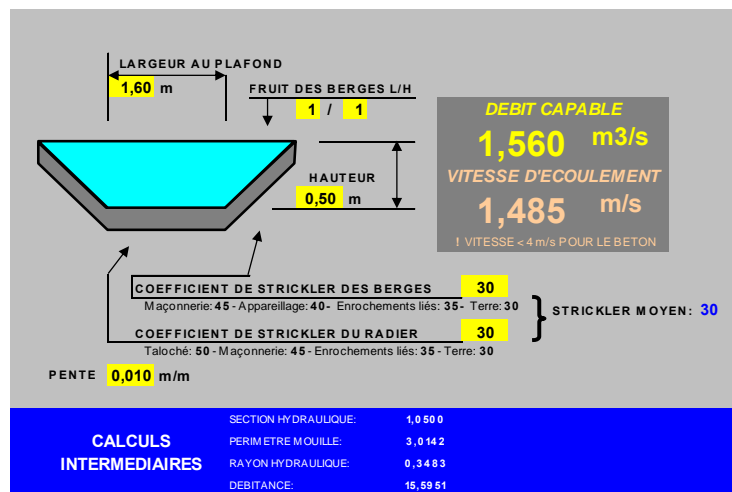 LARGEUR AU PLAFOND
1,60 m
FRUIT DES BERGES L/H
1 / 1
DEBIT CAPABLE
1,560 m3/s
VITESSE D'ECOULEMENT
1,485 m/s
! VITESSE < 4 m/s POUR LE BETON
HAUTEUR
0,50 m
COEFFICIENT DE STRICKLER DES BERGES 30
Maçonnerie: 45 - Appareillage: 40 - Enrochements liés: 35 - Terre: 30
STRICKLER MOYEN: 30
COEFFICIENT DE STRICKLER DU RADIER 30
Taloché: 50 - Maçonnerie: 45 - Enrochements liés: 35 - Terre: 30
PENTE 0,010 m/m
CALCULS INTERMEDIAIRES
SECTION HYDRAULIQUE: 1,0500
PERIMETRE MOUILLE: 3,0142
RAYON HYDRAULIQUE: 0,3483
DEBITANCE: 15,5951